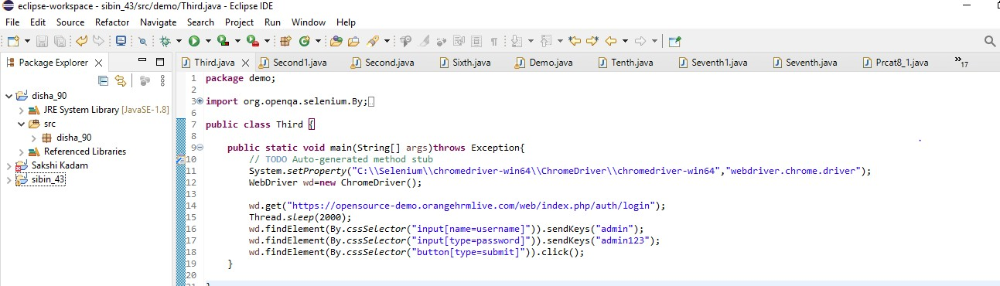 eclipse-workspace - sibin_43/src/demo/Third.java - Eclipse IDE
File Edit Source Refactor Navigate Search Project Run Window Help
Package Explorer
disha_90
JRE System Library [JavaSE-1.8]
src
disha_90
Referenced Libraries
Sakshi Kadam
sibin_43
Third.java Second1.java Second.java Sixth.java Demo.java Tenth.java Seventh1.java Seventh.java Prcat8_1.java »17
1 package demo;
2
3 import org.openqa.selenium.By;
6
7 public class Third {
8
9 public static void main(String[] args)throws Exception{
10 // TODO Auto-generated method stub
11 System.setProperty("C:\\Selenium\\chromedriver-win64\\ChromeDriver\\chromedriver-win64","webdriver.chrome.driver");
12 WebDriver wd=new ChromeDriver();
13
14 wd.get("https://opensource-demo.orangehrmlive.com/web/index.php/auth/login");
15 Thread.sleep(2000);
16 wd.findElement(By.cssSelector("input[name=username]")).sendKeys("admin");
17 wd.findElement(By.cssSelector("input[type=password]")).sendKeys("admin123");
18 wd.findElement(By.cssSelector("button[type=submit]")).click();
19 }
20
21 }